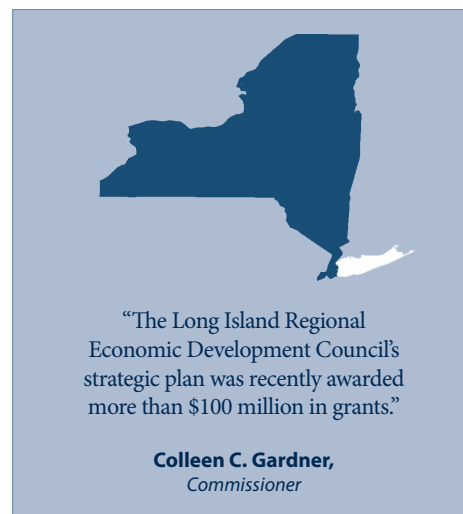 “The Long Island Regional
Economic Development Council’s
strategic plan was recently awarded
more than $100 million in grants.”
Colleen C. Gardner,
Commissioner